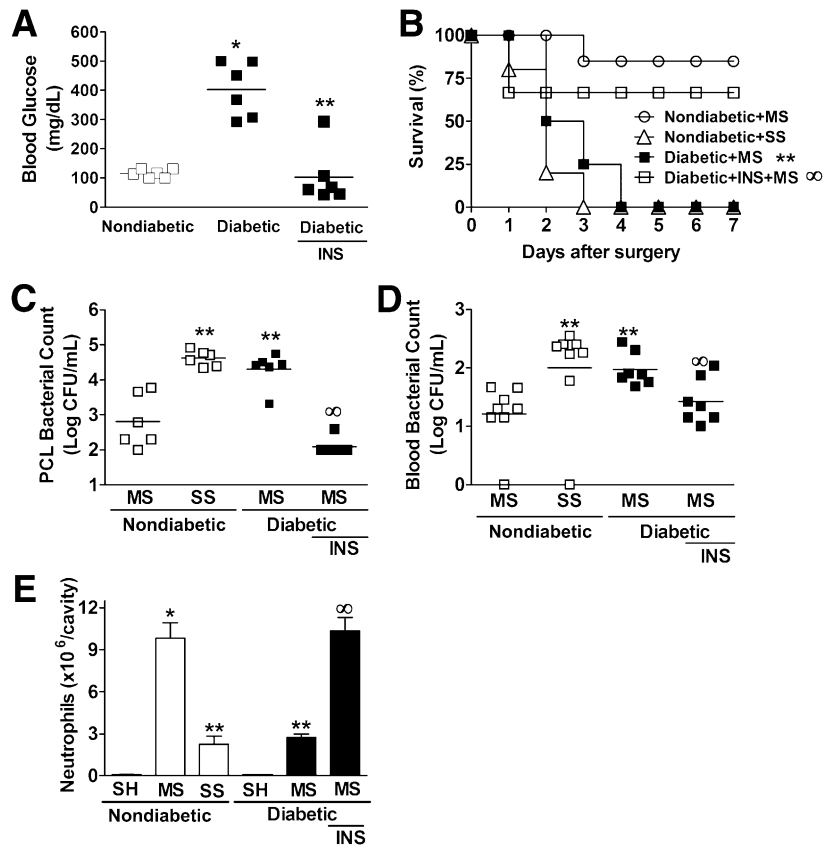 A
Blood Glucose
(mg/dL)
600
500
400
300
200
100
0
*
**
Nondiabetic
Diabetic
Diabetic
INS
B
Survival (%)
100
75
50
25
0
0 1 2 3 4 5 6 7
Days after surgery
Nondiabetic+MS
Nondiabetic+SS
Diabetic+MS **
Diabetic+INS+MS ∞
C
PCL Bacterial Count
(Log CFU/mL)
6
5
4
3
2
1
**
**
∞
MS SS MS MS
Nondiabetic Diabetic
INS
D
Blood Bacterial Count
(Log CFU/mL)
3
2
1
0
**
**
∞
MS SS MS MS
Nondiabetic Diabetic
INS
E
Neutrophils (x10 6/cavity)
12
9
6
3
0
*
**
**
∞
SH MS SS SH MS MS
Nondiabetic Diabetic
INS